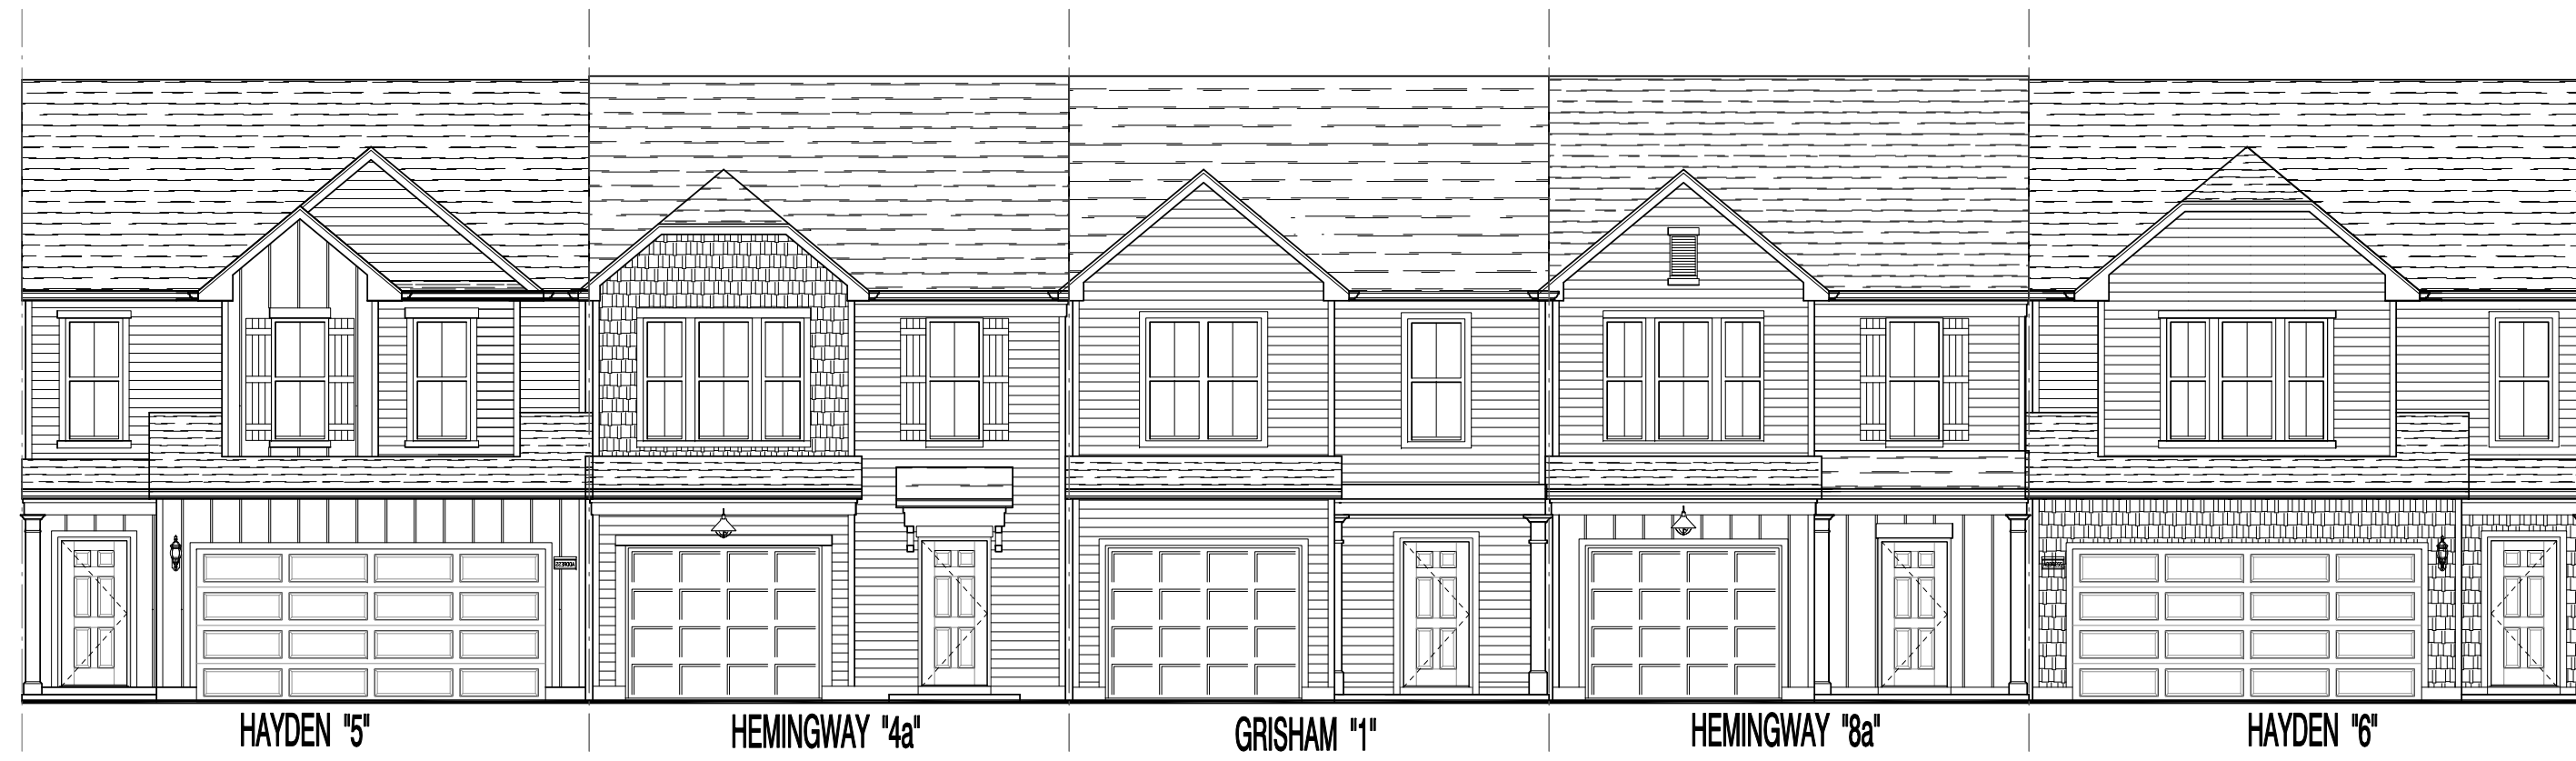 HAYDEN "5"
HEMINGWAY "4a"
GRISHAM "1"
HEMINGWAY "8a"
HAYDEN "6"